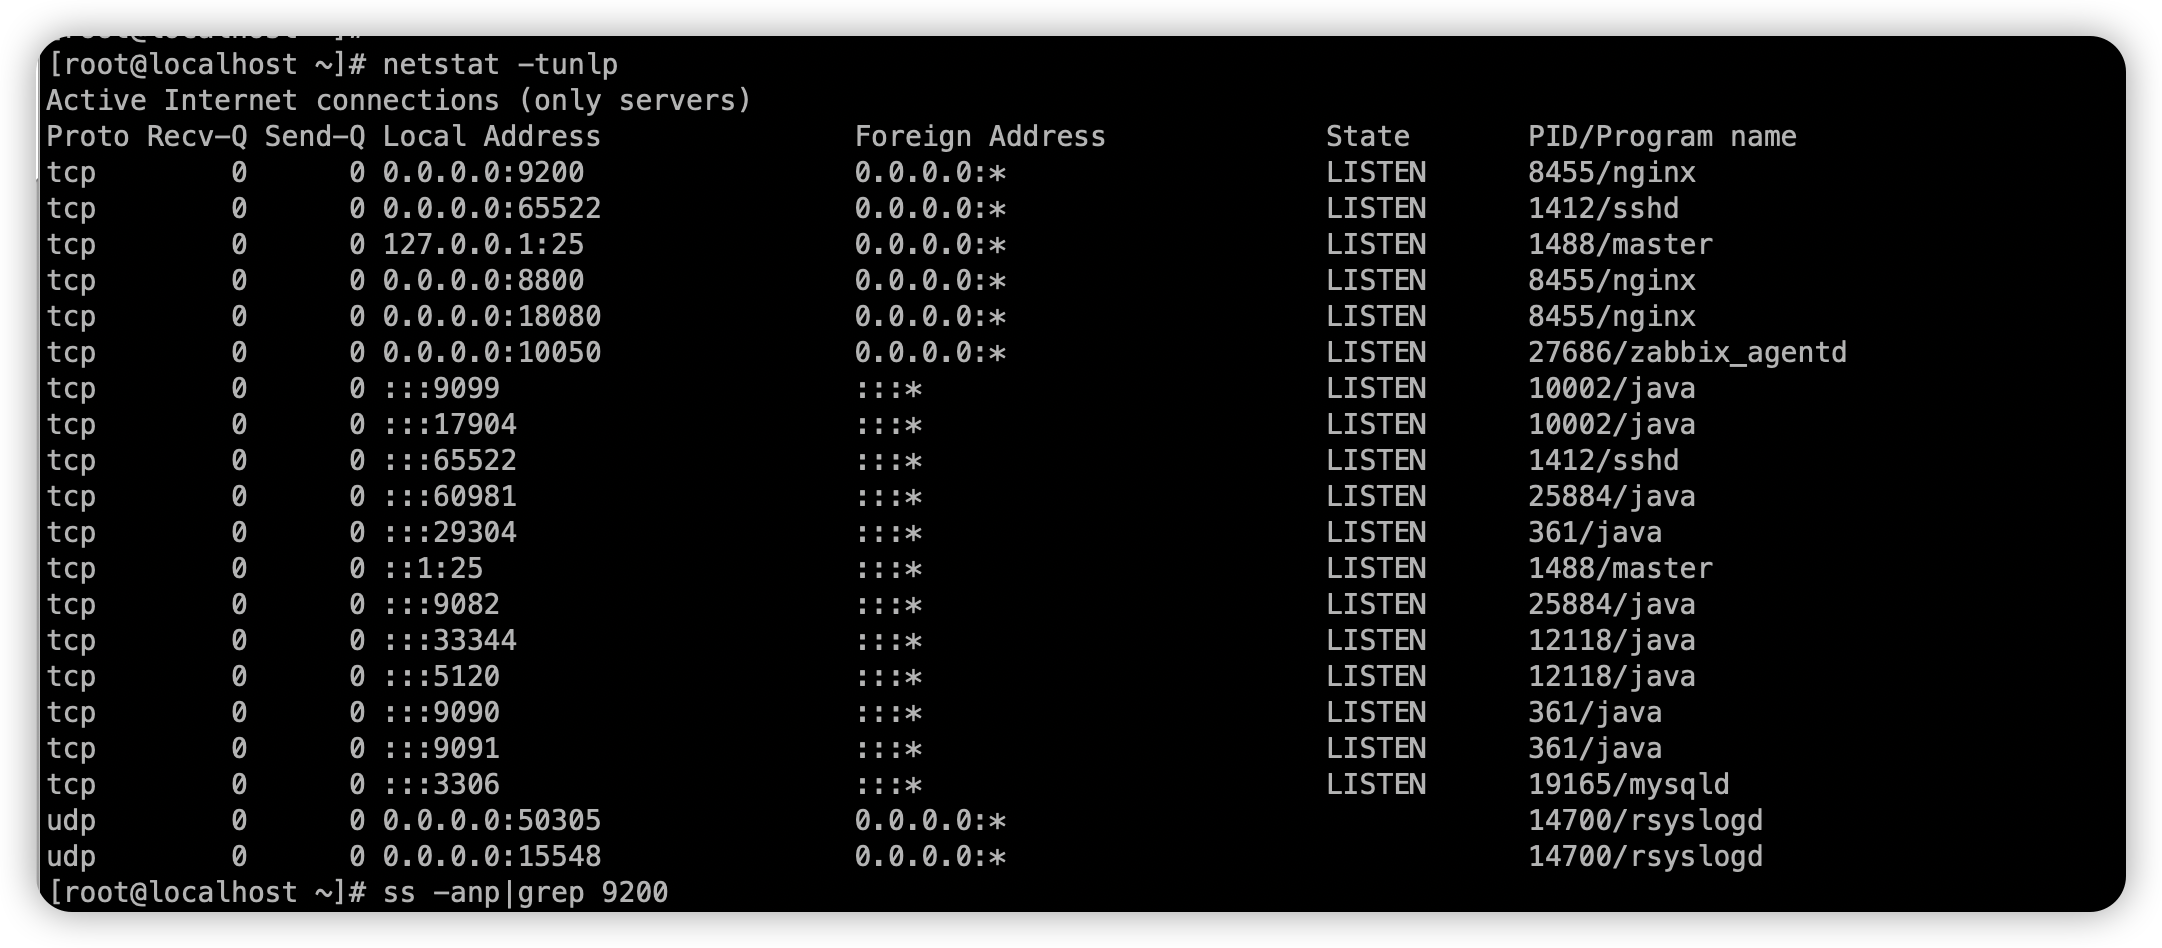 [root@localhost ~]#
[root@localhost ~]# netstat -tunlp
Active Internet connections (only servers)
Proto Recv-Q Send-Q Local Address               Foreign Address             State       PID/Program name
tcp        0      0 0.0.0.0:9200                0.0.0.0:*                   LISTEN      8455/nginx
tcp        0      0 0.0.0.0:65522               0.0.0.0:*                   LISTEN      1412/sshd
tcp        0      0 127.0.0.1:25                0.0.0.0:*                   LISTEN      1488/master
tcp        0      0 0.0.0.0:8800                0.0.0.0:*                   LISTEN      8455/nginx
tcp        0      0 0.0.0.0:18080               0.0.0.0:*                   LISTEN      8455/nginx
tcp        0      0 0.0.0.0:10050               0.0.0.0:*                   LISTEN      27686/zabbix_agentd
tcp        0      0 :::9099                     :::*                        LISTEN      10002/java
tcp        0      0 :::17904                    :::*                        LISTEN      10002/java
tcp        0      0 :::65522                    :::*                        LISTEN      1412/sshd
tcp        0      0 :::60981                    :::*                        LISTEN      25884/java
tcp        0      0 :::29304                    :::*                        LISTEN      361/java
tcp        0      0 ::1:25                      :::*                        LISTEN      1488/master
tcp        0      0 :::9082                     :::*                        LISTEN      25884/java
tcp        0      0 :::33344                    :::*                        LISTEN      12118/java
tcp        0      0 :::5120                     :::*                        LISTEN      12118/java
tcp        0      0 :::9090                     :::*                        LISTEN      361/java
tcp        0      0 :::9091                     :::*                        LISTEN      361/java
tcp        0      0 :::3306                     :::*                        LISTEN      19165/mysqld
udp        0      0 0.0.0.0:50305               0.0.0.0:*                               14700/rsyslogd
udp        0      0 0.0.0.0:15548               0.0.0.0:*                               14700/rsyslogd
[root@localhost ~]# ss -anp|grep 9200